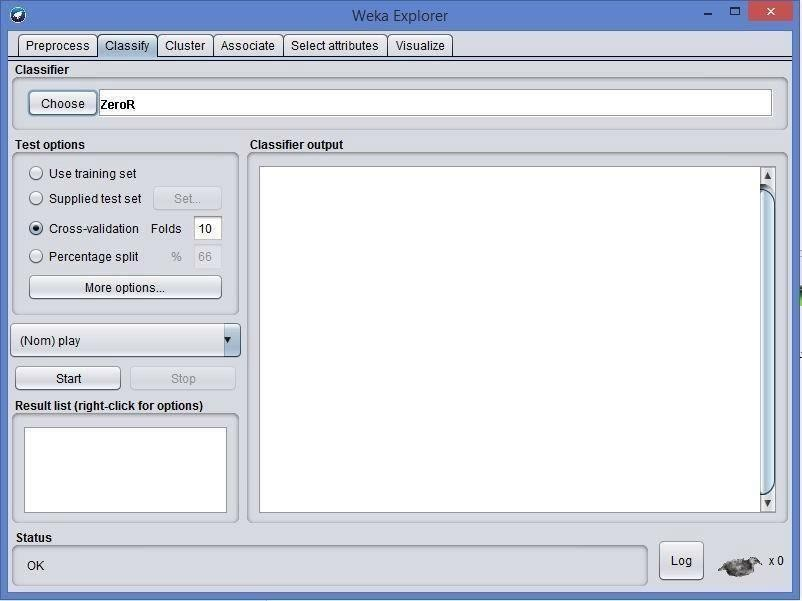 Weka Explorer
Preprocess Classify Cluster Associate Select attributes Visualize
Classifier
Choose ZeroR
Test options
Use training set
Supplied test set Set...
Cross-validation Folds 10
Percentage split % 66
More options...
(Nom) play
Start Stop
Result list (right-click for options)
Classifier output
Status
OK
Log x 0